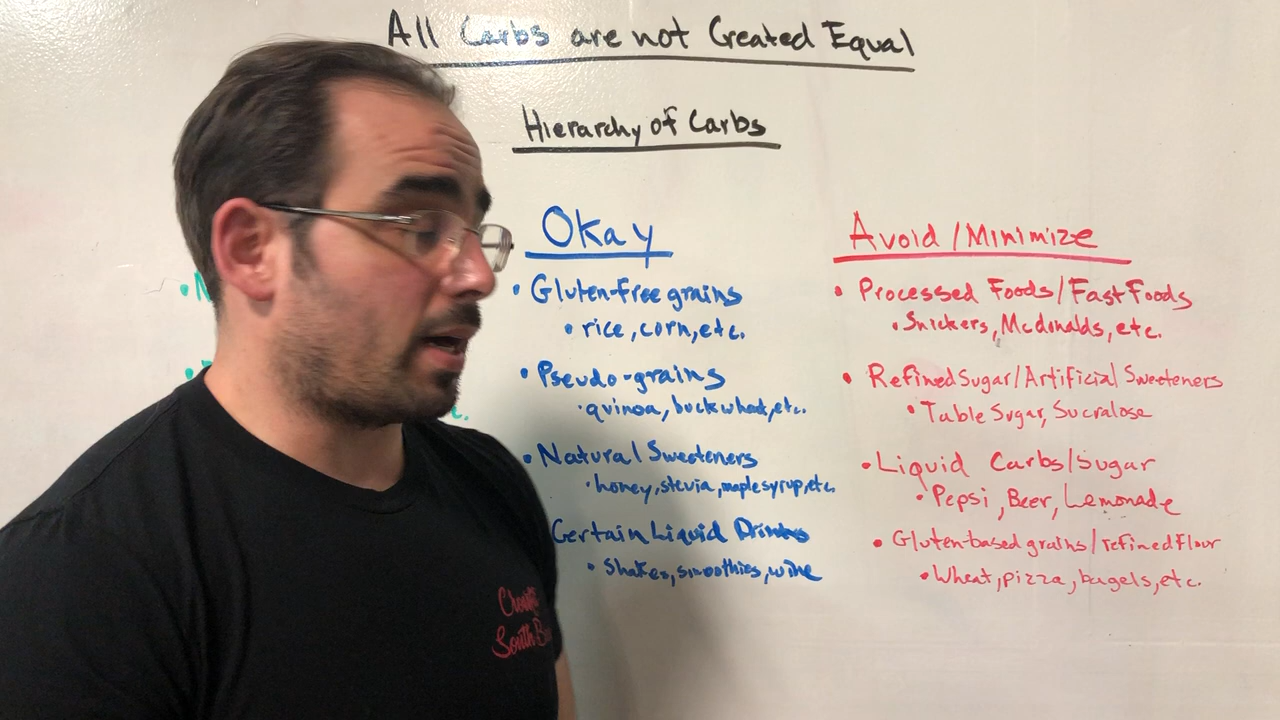 All Carbs are not Created Equal
Hierarchy of Carbs
Okay
• Gluten-free grains
• rice, corn, etc.
• Pseudo-grains
• quinoa, buckwheat, etc.
• Natural Sweeteners
• honey, stevia, maple syrup, etc.
Certain Liquid Drinks
• Shakes, smoothies, wine
Avoid/Minimize
• Processed Foods/Fast Foods
• Snickers, Mcdonalds, etc.
• Refined Sugar/Artificial Sweeteners
• Table Sugar, Sucralose
• Liquid Carbs/Sugar
• Pepsi, Beer, Lemonade
• Gluten-based grains/refined flour
• Wheat, pizza, bagels, etc.
South